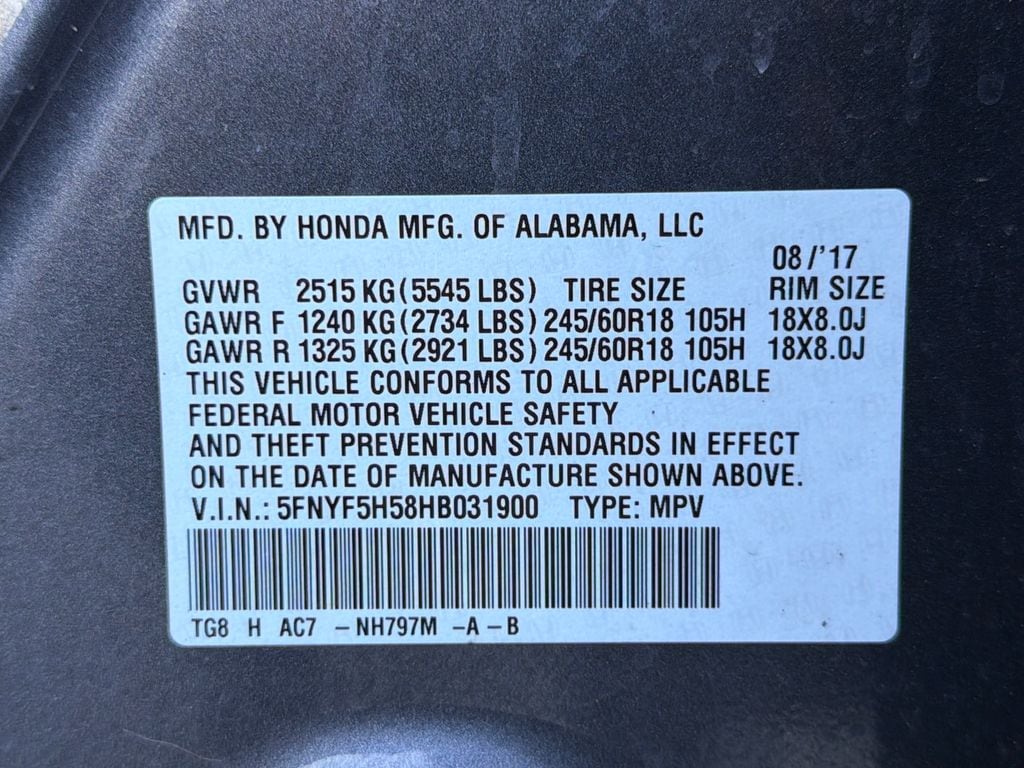 MFD. BY HONDA MFG. OF ALABAMA, LLC
08/'17
GVWR 2515 KG (5545 LBS) TIRE SIZE RIM SIZE
GAWR F 1240 KG (2734 LBS) 245/60R18 105H 18X8.0J
GAWR R 1325 KG (2921 LBS) 245/60R18 105H 18X8.0J
THIS VEHICLE CONFORMS TO ALL APPLICABLE
FEDERAL MOTOR VEHICLE SAFETY
AND THEFT PREVENTION STANDARDS IN EFFECT
ON THE DATE OF MANUFACTURE SHOWN ABOVE.
V.I.N.: 5FNYF5H58HB031900 TYPE: MPV
TG8 H AC7 -NH797M -A -B